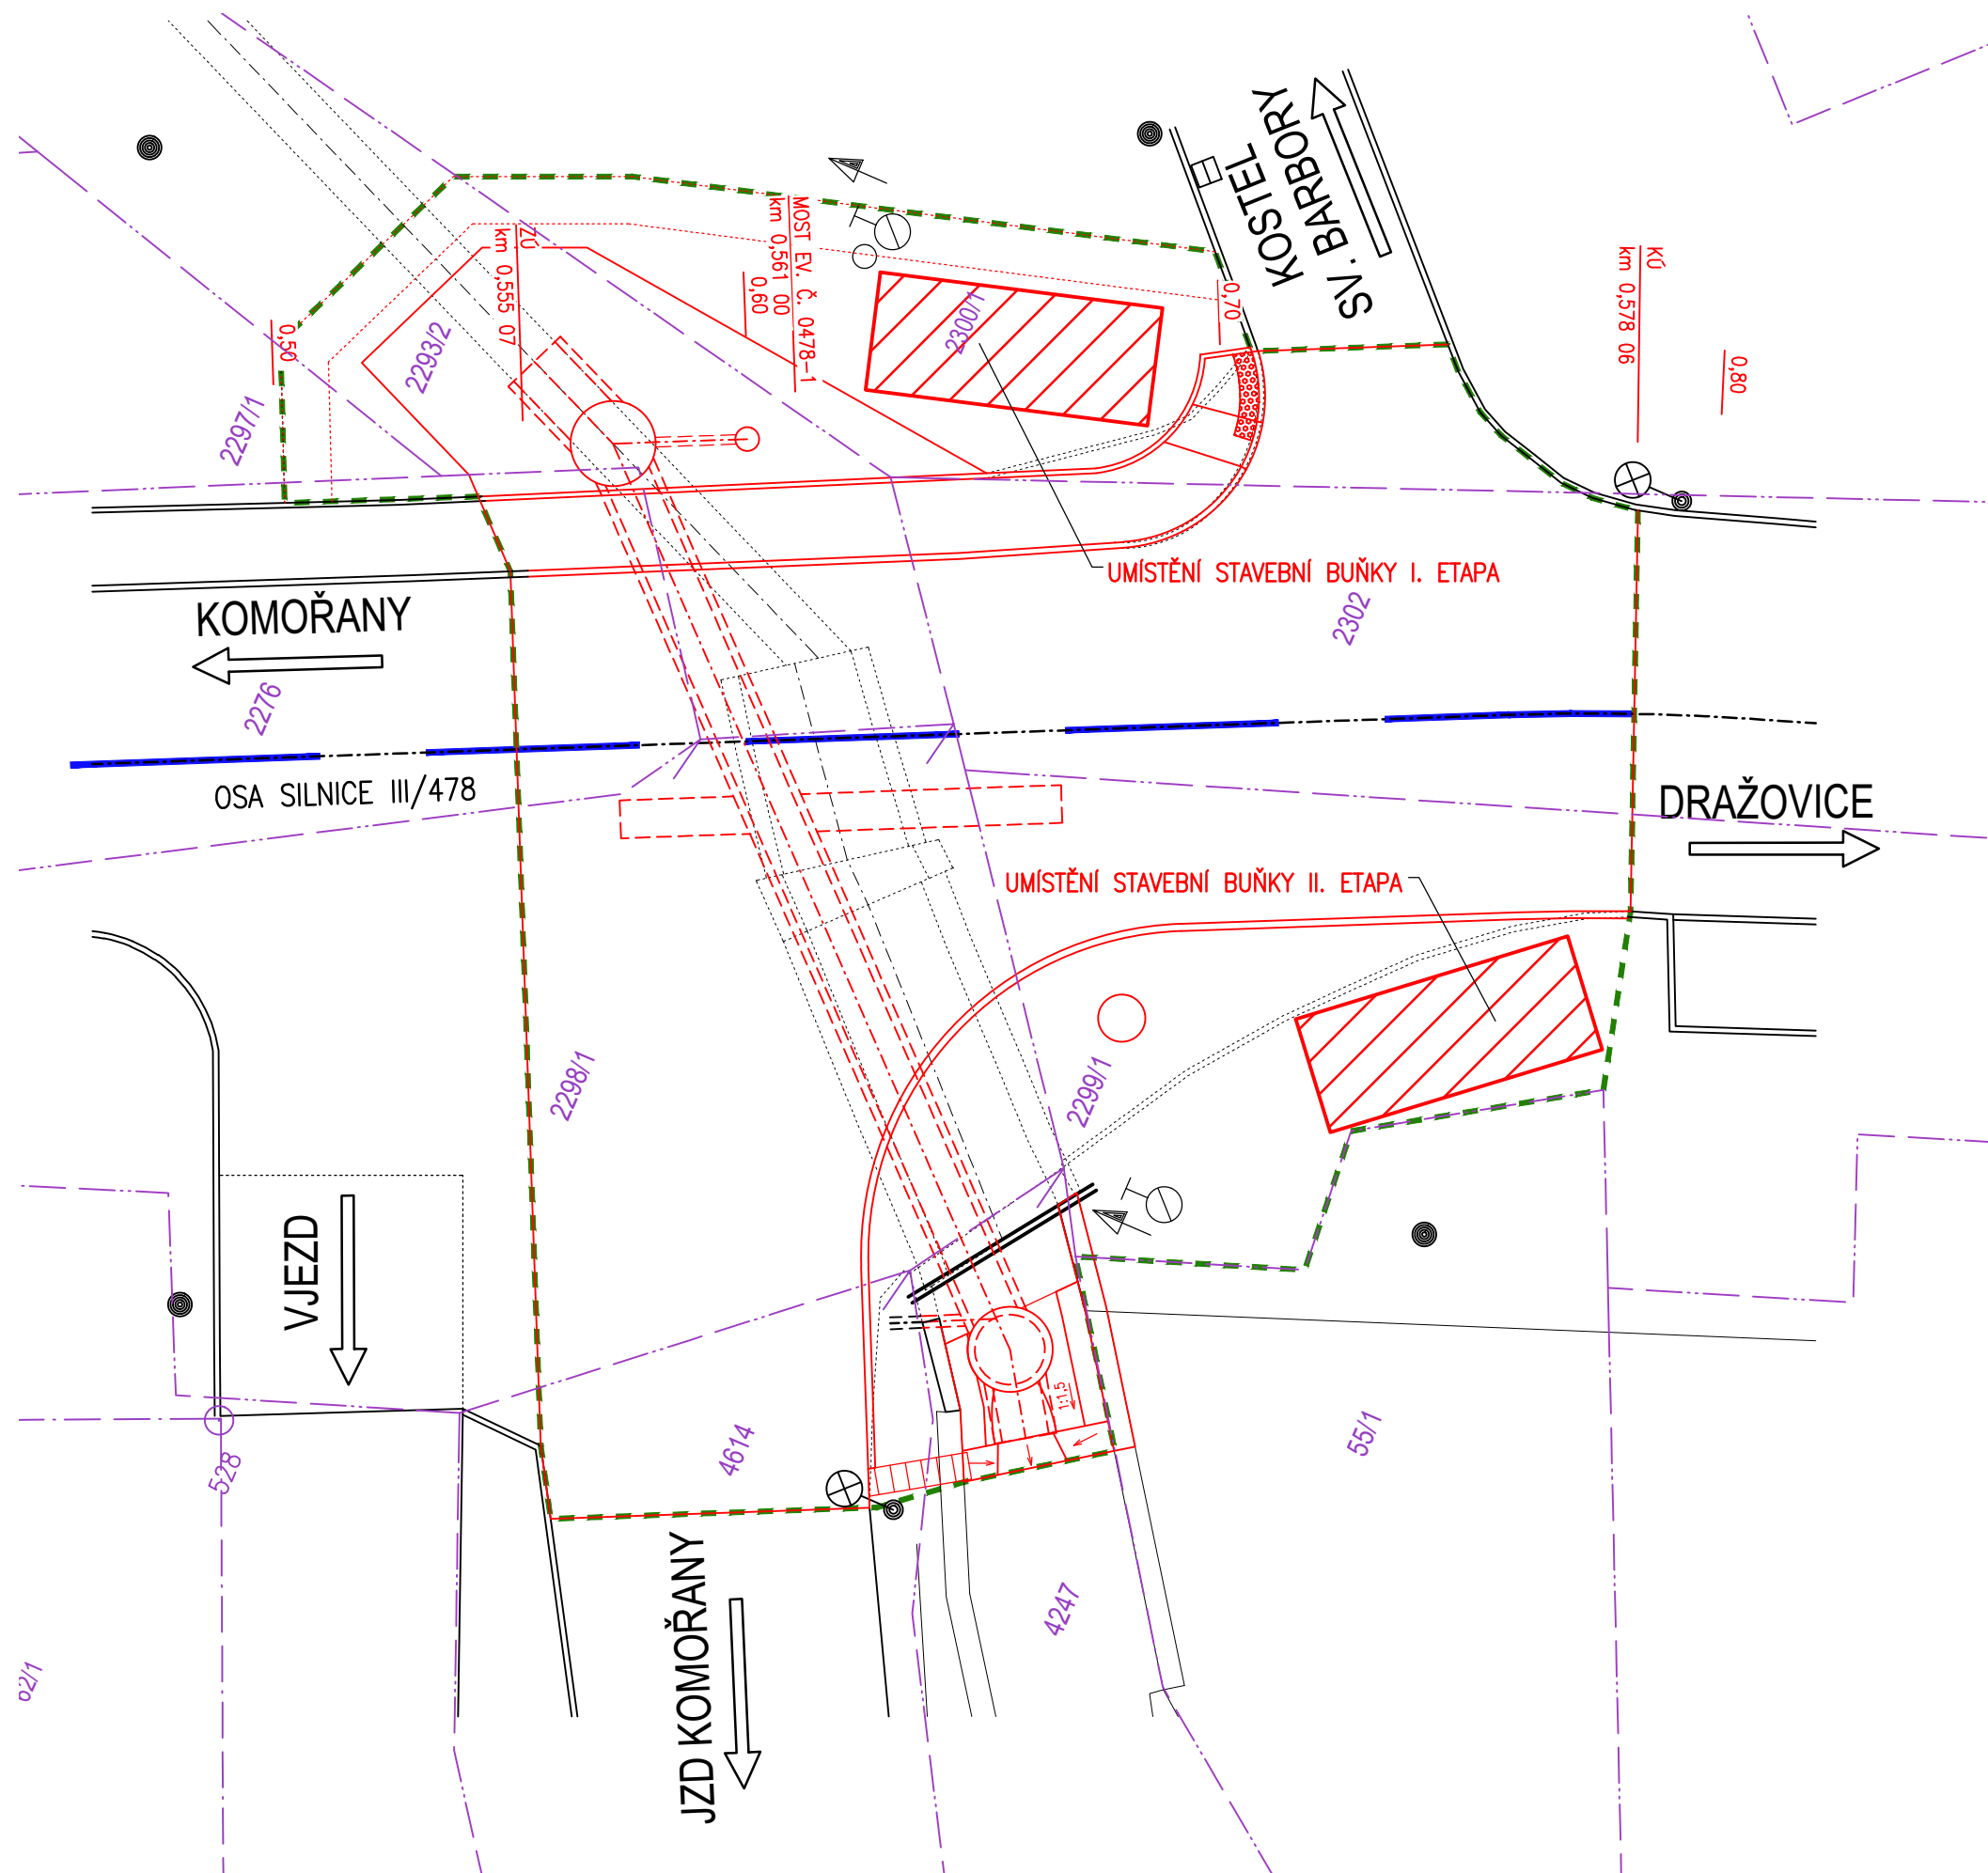 KOSTEL
SV. BARBORY
MOST EV. Č. 0478-1
km 0,561 00
0,60
ZÚ
km 0,555 07
0,50
0,70
KÚ
km 0,578 06
0,80
2300/1
2293/2
2297/1
UMÍSTĚNÍ STAVEBNÍ BUŇKY I. ETAPA
2302
KOMOŘANY
2276
OSA SILNICE III/478
DRAŽOVICE
UMÍSTĚNÍ STAVEBNÍ BUŇKY II. ETAPA
2298/1
2299/1
VJEZD
1:1,5
4614
55/1
528
JZD KOMOŘANY
4247
62/1